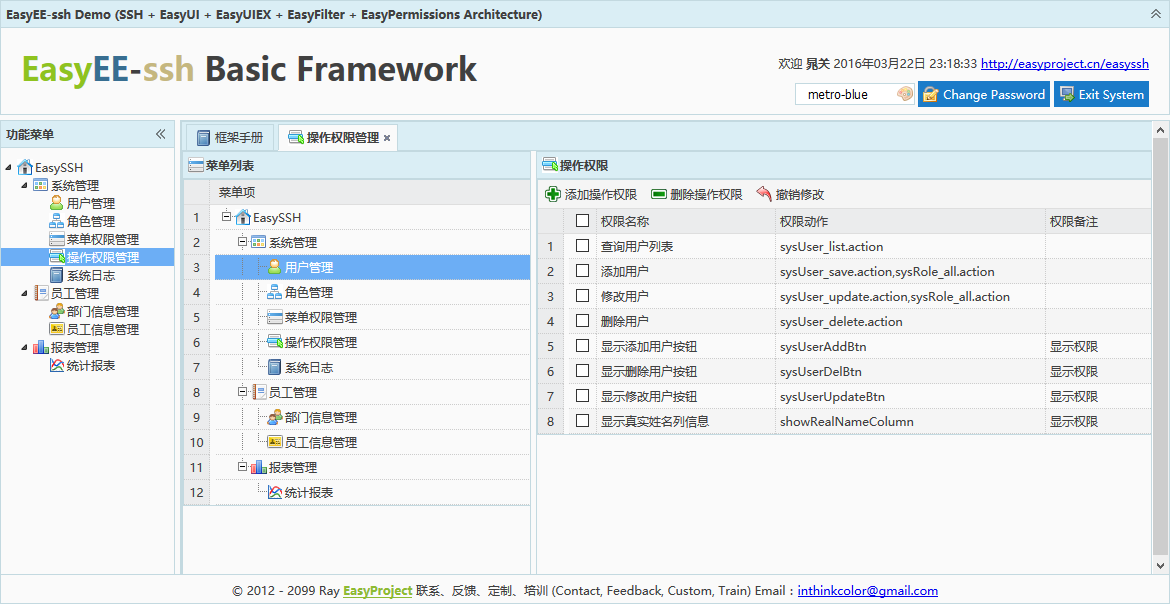 EasyEE-ssh Demo (SSH + EasyUI + EasyUIEX + EasyFilter + EasyPermissions Architecture)
EasyEE-ssh Basic Framework
欢迎 晁关 2016年03月22日 23:18:33 http://easyproject.cn/easyssh
metro-blue
Change Password
Exit System
功能菜单
EasySSH
系统管理
用户管理
角色管理
菜单权限管理
操作权限管理
系统日志
员工管理
部门信息管理
员工信息管理
报表管理
统计报表
框架手册
操作权限管理
菜单列表
菜单项
1 EasySSH
2 系统管理
3 用户管理
4 角色管理
5 菜单权限管理
6 操作权限管理
7 系统日志
8 员工管理
9 部门信息管理
10 员工信息管理
11 报表管理
12 统计报表
操作权限
添加操作权限 删除操作权限 撤销修改
权限名称 权限动作 权限备注
1 查询用户列表 sysUser_list.action
2 添加用户 sysUser_save.action,sysRole_all.action
3 修改用户 sysUser_update.action,sysRole_all.action
4 删除用户 sysUser_delete.action
5 显示添加用户按钮 sysUserAddBtn 显示权限
6 显示删除用户按钮 sysUserDelBtn 显示权限
7 显示修改用户按钮 sysUserUpdateBtn 显示权限
8 显示真实姓名列信息 showRealNameColumn 显示权限
© 2012 - 2099 Ray EasyProject 联系、反馈、定制、培训 (Contact, Feedback, Custom, Train) Email：inthinkcolor@gmail.com